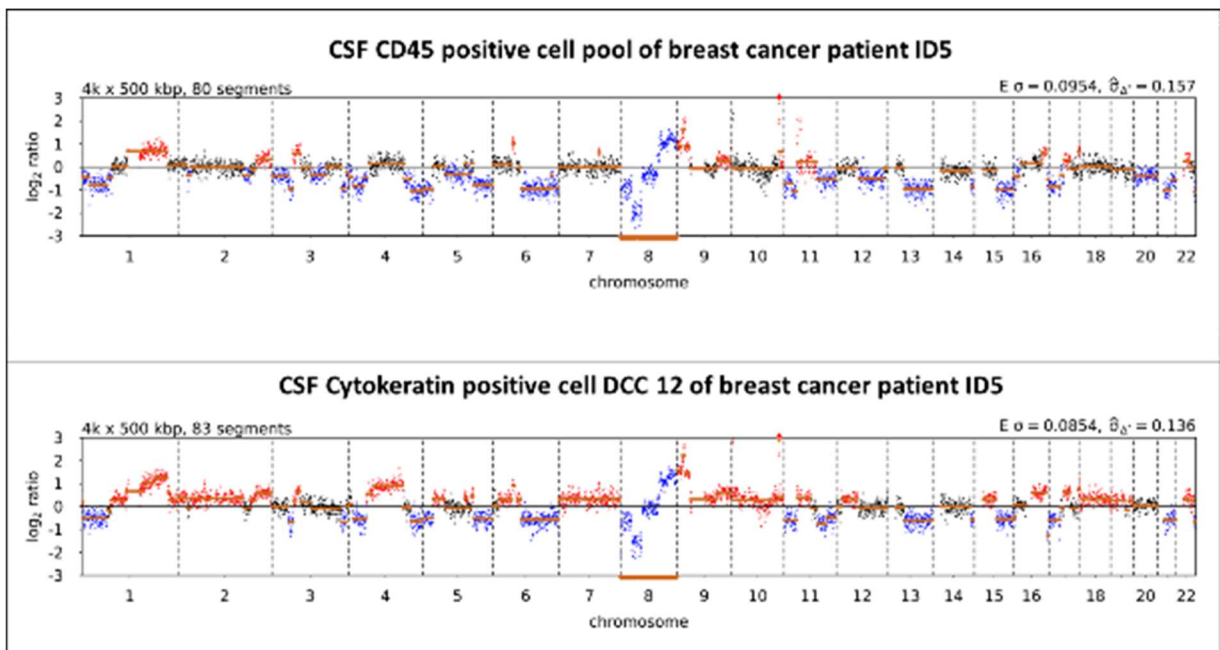 CSF CD45 positive cell pool of breast cancer patient ID5
4k x 500 kbp, 80 segments
E σ = 0.0954, σ̂Δ* = 0.157
3
2
1
0
-1
-2
-3
log2 ratio
1 2 3 4 5 6 7 8 9 10 11 12 13 14 15 16 18 20 22
chromosome
CSF Cytokeratin positive cell DCC 12 of breast cancer patient ID5
4k x 500 kbp, 83 segments
E σ = 0.0854, σ̂Δ* = 0.136
3
2
1
0
-1
-2
-3
log2 ratio
1 2 3 4 5 6 7 8 9 10 11 12 13 14 15 16 18 20 22
chromosome